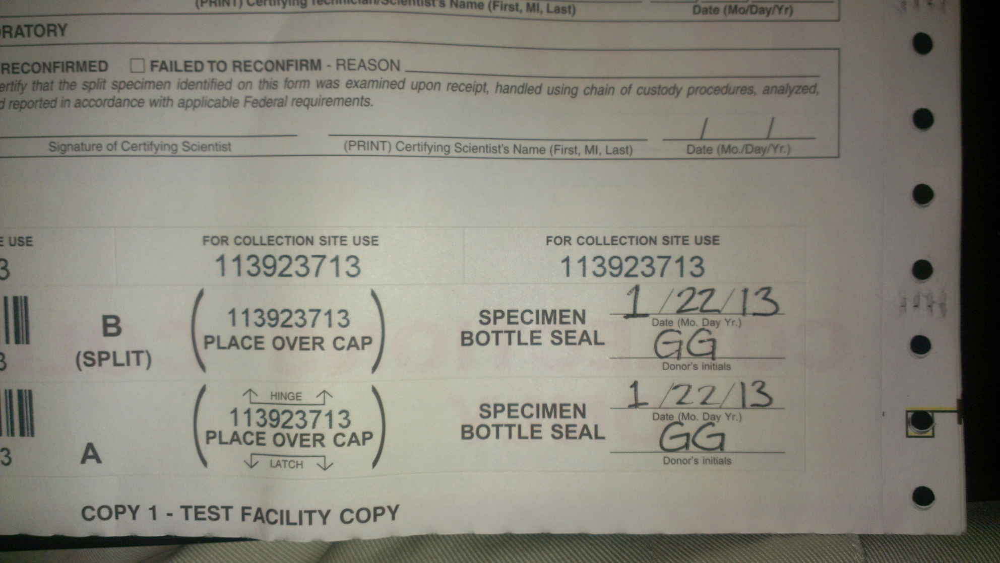 (PRINT) Certifying Technician/Scientist's Name (First, MI, Last) Date (Mo/Day/Yr)
ORATORY
RECONFIRMED ☐ FAILED TO RECONFIRM - REASON
ertify that the split specimen identified on this form was examined upon receipt, handled using chain of custody procedures, analyzed,
d reported in accordance with applicable Federal requirements.
/ /
Signature of Certifying Scientist (PRINT) Certifying Scientist's Name (First, MI, Last) Date (Mo./Day/Yr.)
E USE FOR COLLECTION SITE USE FOR COLLECTION SITE USE
3 113923713 113923713
B
(SPLIT)
3
113923713
PLACE OVER CAP
SPECIMEN
BOTTLE SEAL
1/22/13
Date (Mo. Day Yr.)
GG
Donor's initials
A
3
HINGE
113923713
PLACE OVER CAP
LATCH
SPECIMEN
BOTTLE SEAL
1/22/13
Date (Mo. Day Yr.)
GG
Donor's initials
COPY 1 - TEST FACILITY COPY